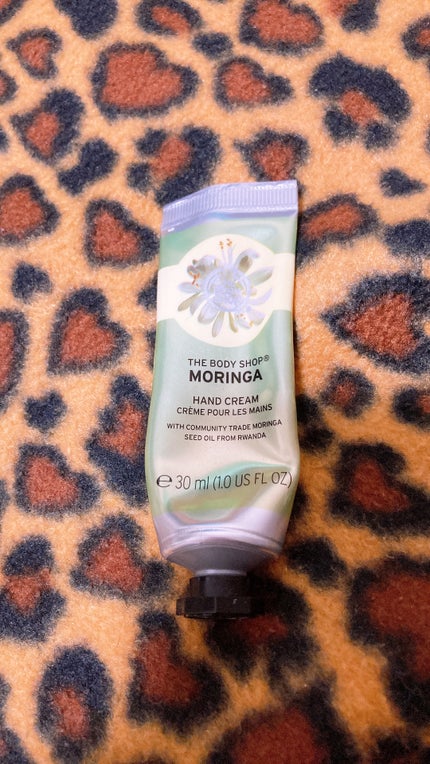 THE BODY SHOP®
MORINGA
HAND CREAM
CRÈME POUR LES MAINS
WITH COMMUNITY TRADE MORINGA
SEED OIL FROM RWANDA
℮ 30 ml (1.0 US FL OZ)